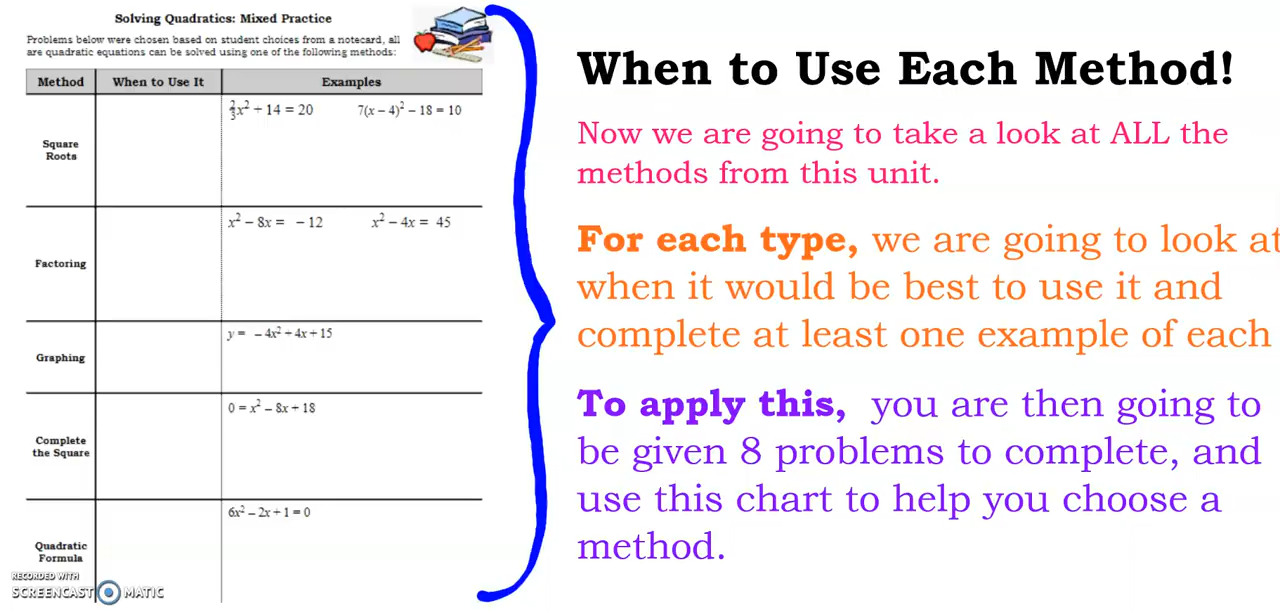 Solving Quadratics: Mixed Practice
Problems below were chosen based on student choices from a notecard, all
are quadratic equations can be solved using one of the following methods:
Method When to Use It Examples
Square
Roots
2/3 x² + 14 = 20 7(x − 4)² − 18 = 10
Factoring
x² − 8x = − 12 x² − 4x = 45
Graphing
y = − 4x² + 4x + 15
Complete
the Square
0 = x² − 8x + 18
Quadratic
Formula
6x² − 2x + 1 = 0
RECORDED WITH
SCREENCAST MATIC
When to Use Each Method!
Now we are going to take a look at ALL the
methods from this unit.
For each type, we are going to look at
when it would be best to use it and
complete at least one example of each
To apply this, you are then going to
be given 8 problems to complete, and
use this chart to help you choose a
method.